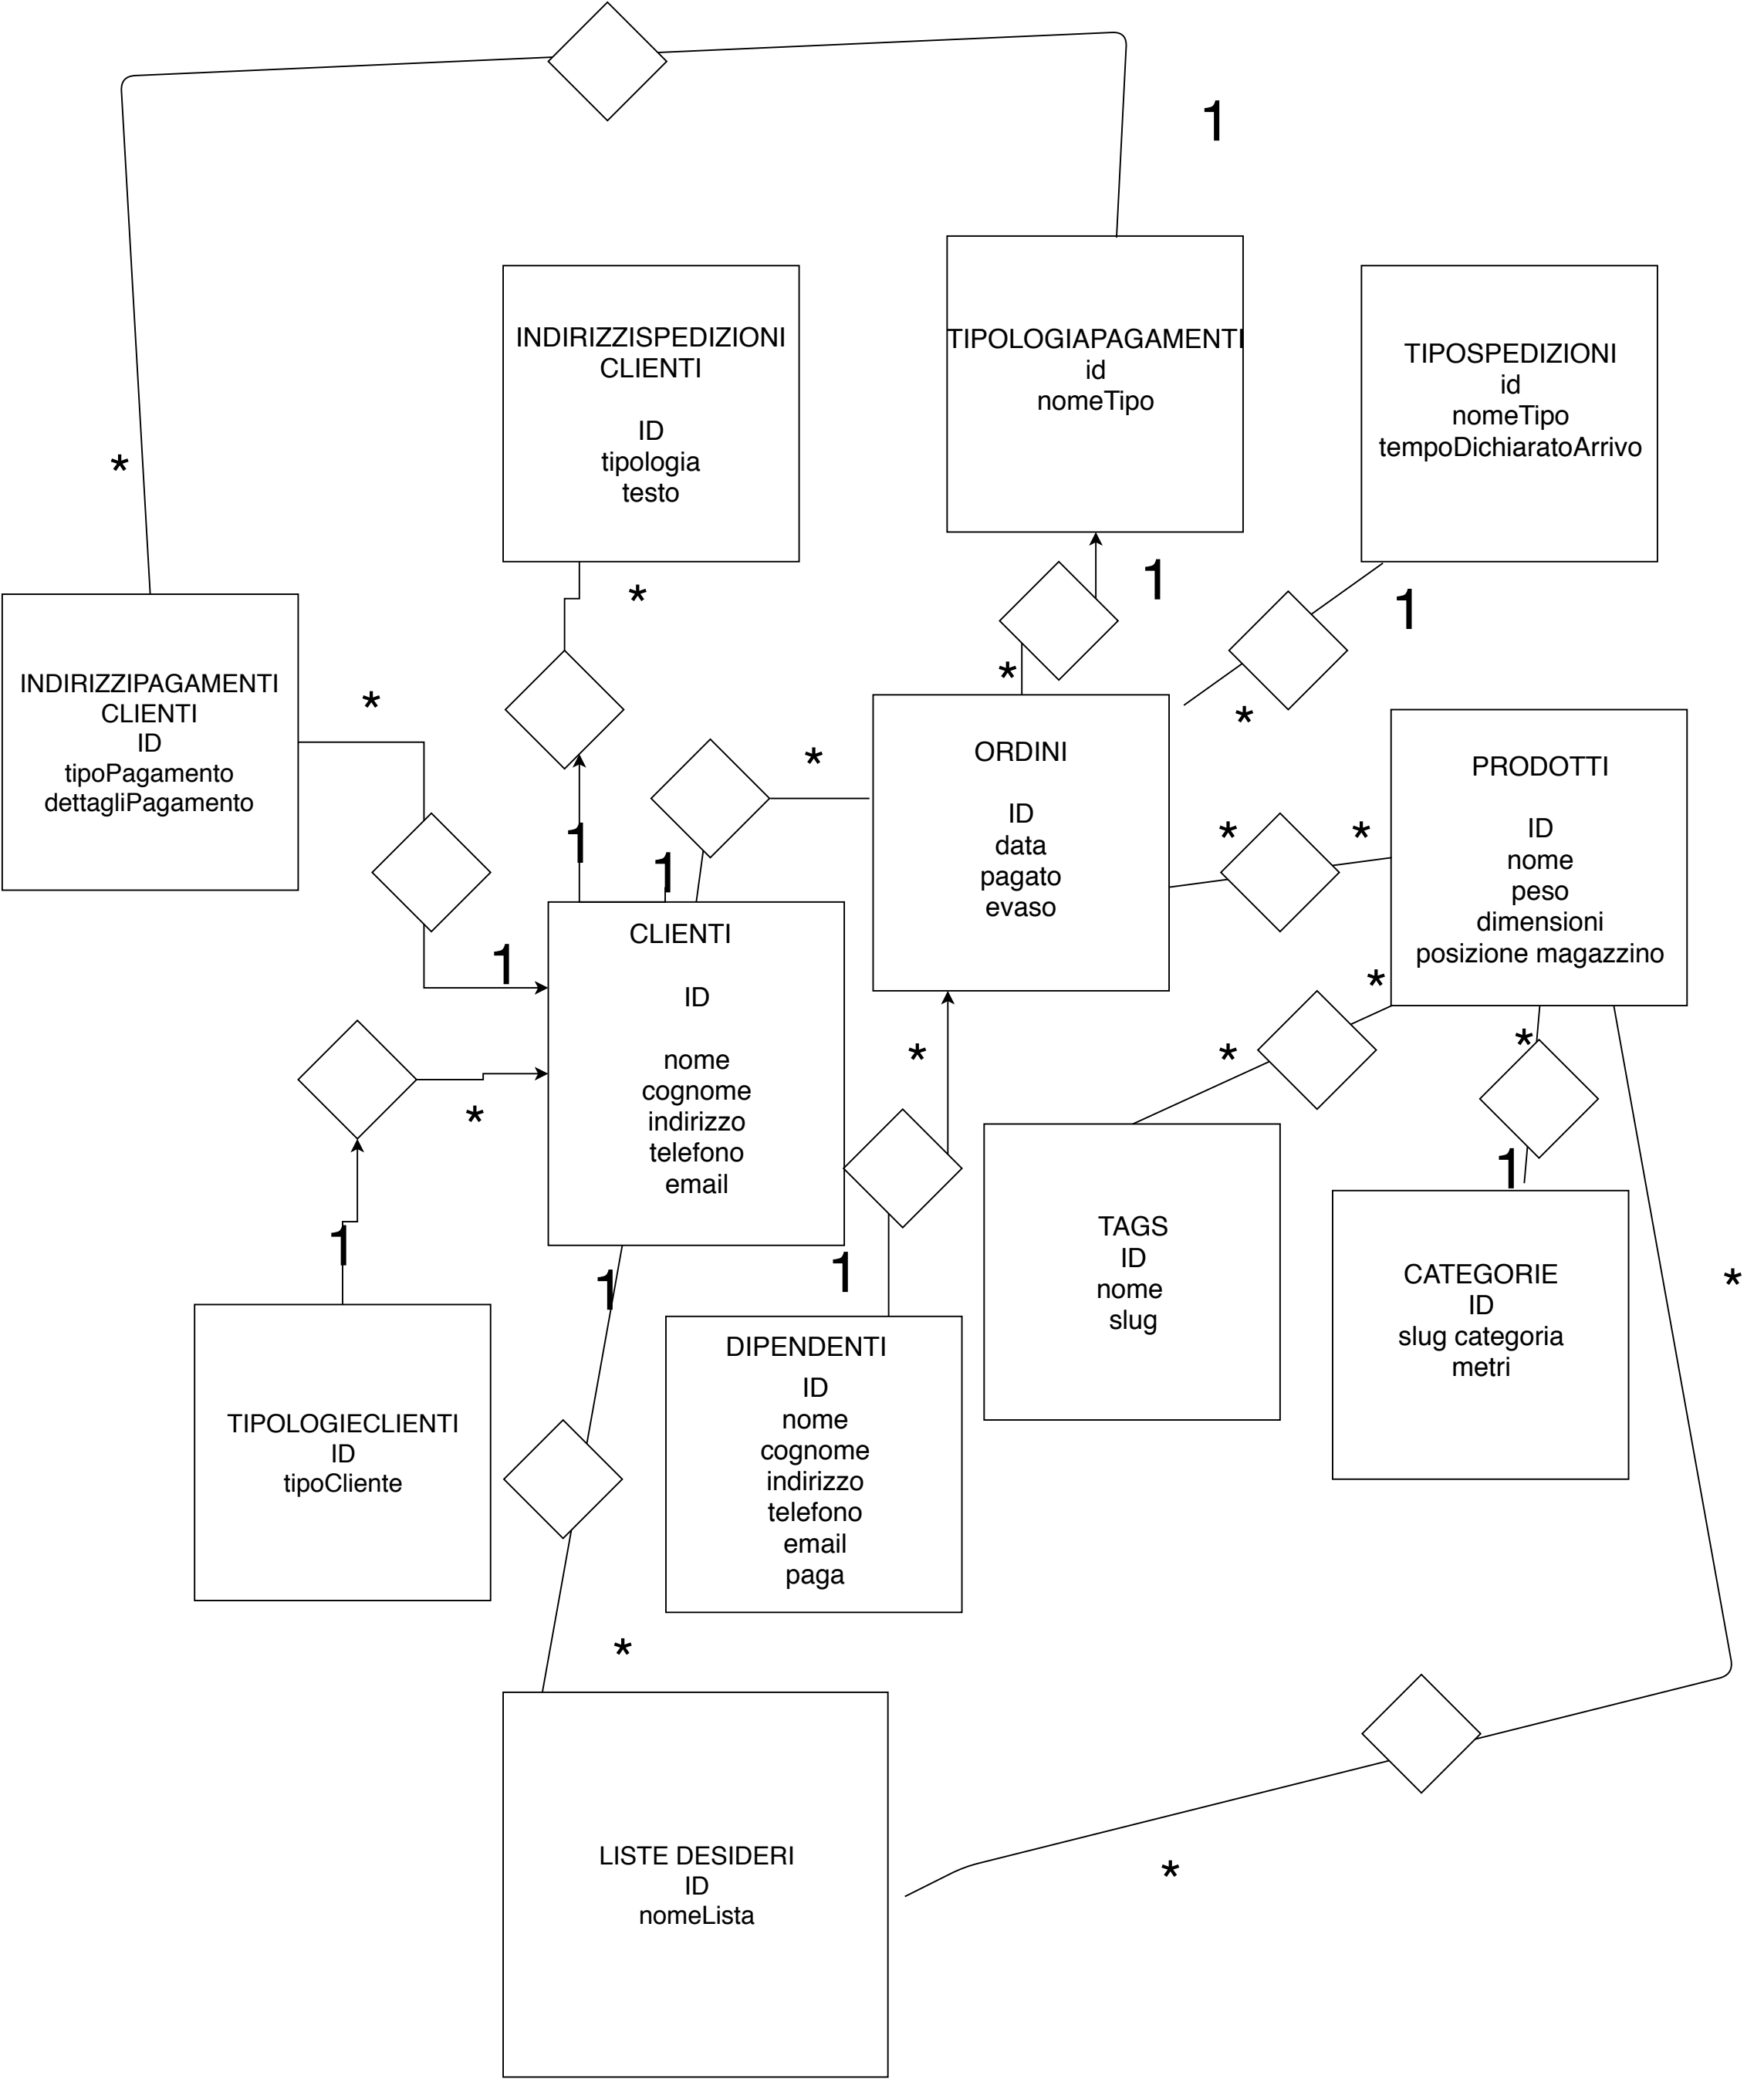 1
INDIRIZZISPEDIZIONI
CLIENTI
ID
tipologia
testo
TIPOLOGIAPAGAMENTI
id
nomeTipo
TIPOSPEDIZIONI
id
nomeTipo
tempoDichiaratoArrivo
*
*
1
1
INDIRIZZIPAGAMENTI
CLIENTI
ID
tipoPagamento
dettagliPagamento
*
*
*
*
1
1
ORDINI
ID
data
pagato
evaso
*
*
PRODOTTI
ID
nome
peso
dimensioni
posizione magazzino
1
CLIENTI
ID
nome
cognome
indirizzo
telefono
email
*
*
*
*
*
1
1
1
1
1
TIPOLOGIECLIENTI
ID
tipoCliente
DIPENDENTI
ID
nome
cognome
indirizzo
telefono
email
paga
TAGS
ID
nome
slug
CATEGORIE
ID
slug categoria
metri
*
*
LISTE DESIDERI
ID
nomeLista
*